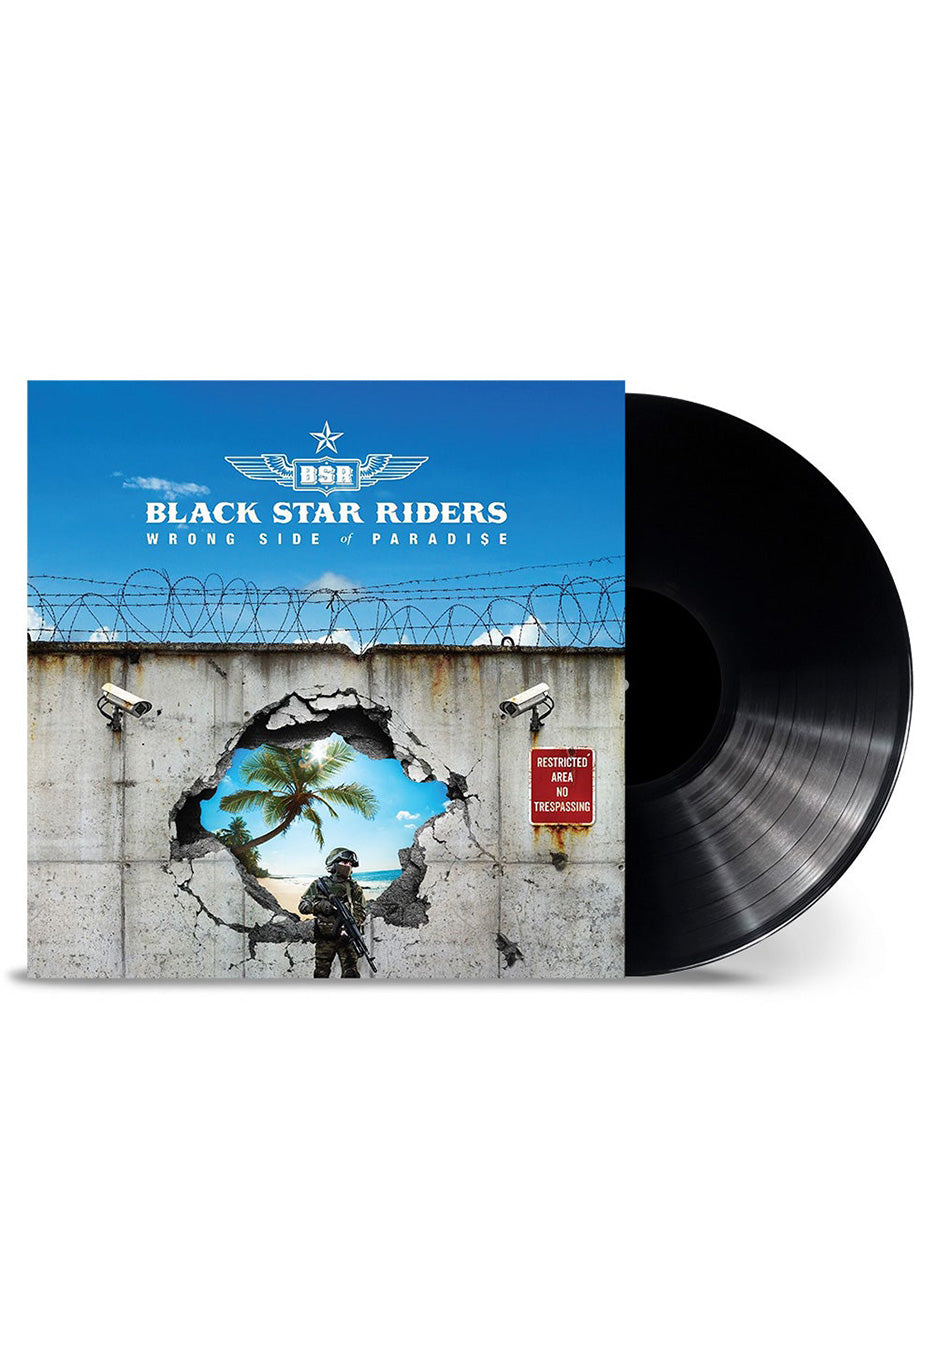 BSR
BLACK STAR RIDERS
WRONG SIDE of PARADI$E
RESTRICTED
AREA
NO
TRESPASSING